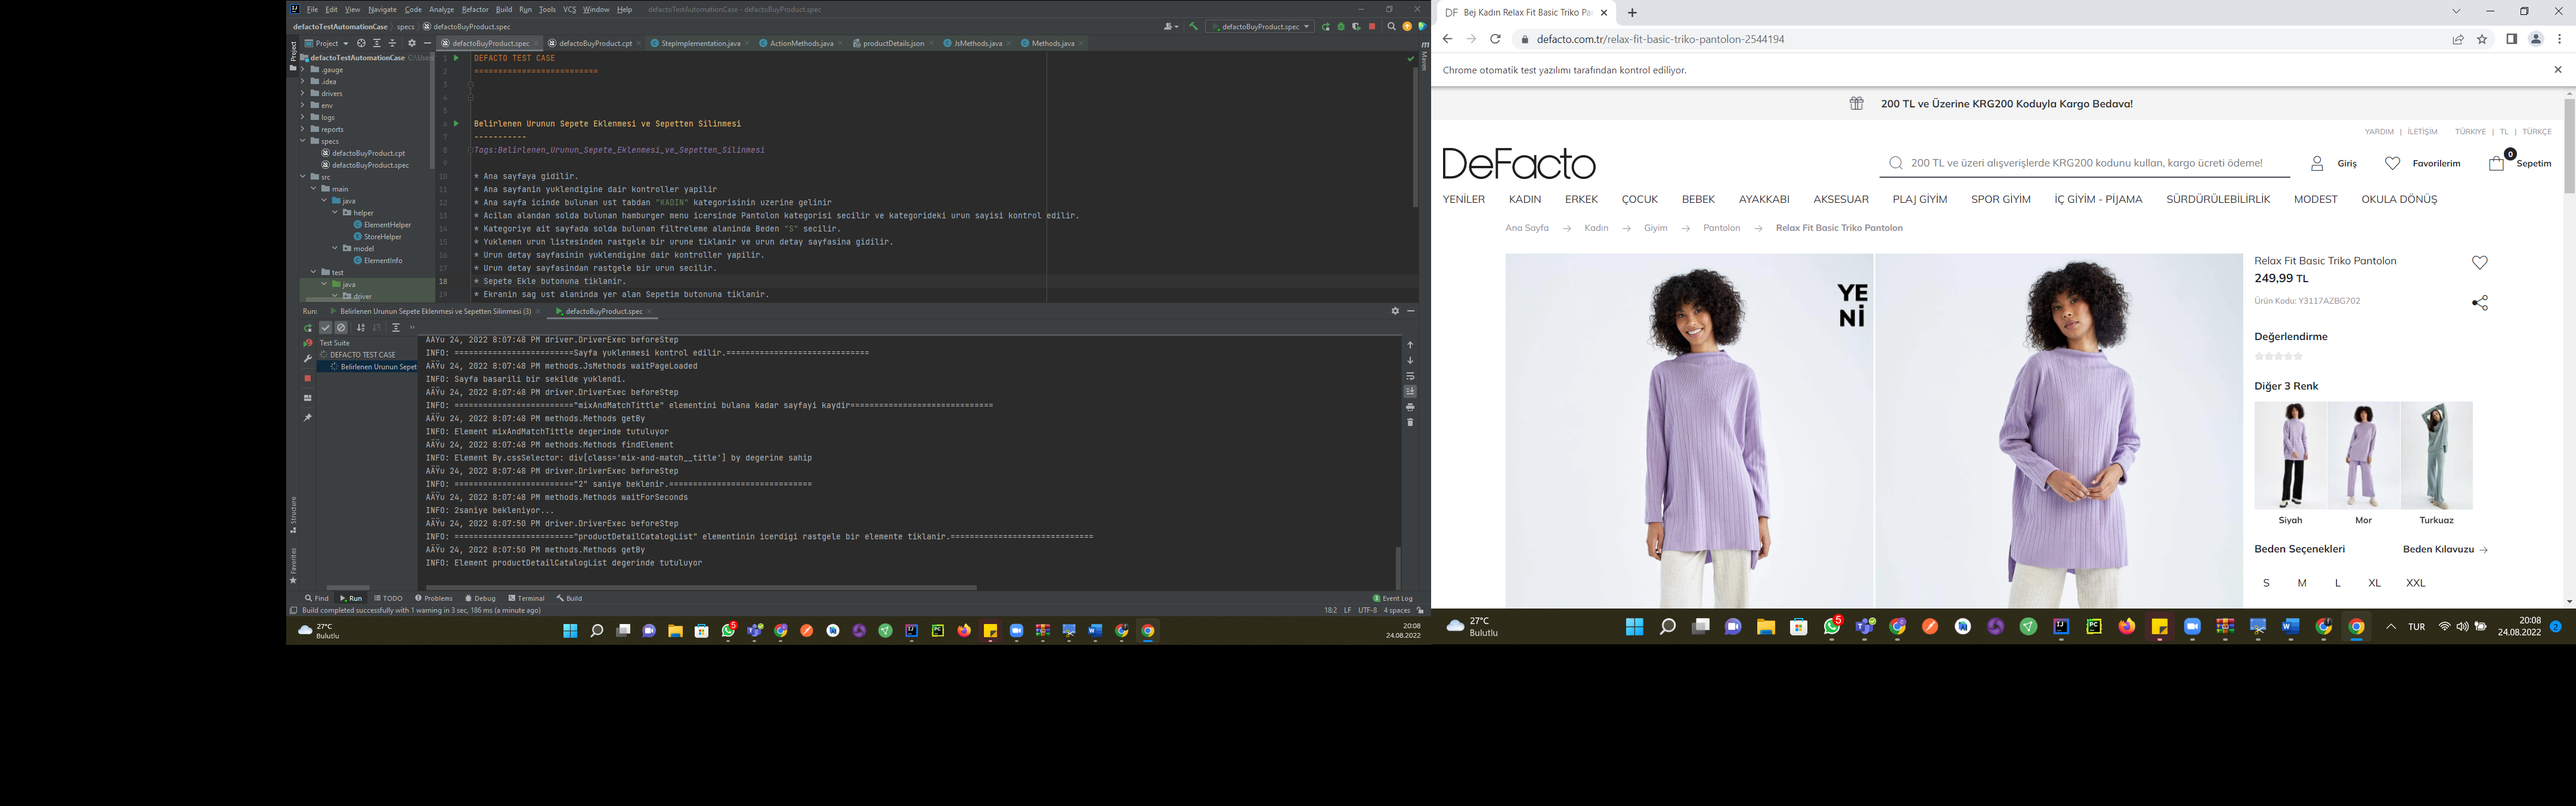 File Edit View Navigate Code Analyze Refactor Build Run Tools VCS Window Help defactoTestAutomationCase - defactoBuyProduct.spec
defactoTestAutomationCase specs defactoBuyProduct.spec
defactoBuyProduct.spec
Project
defactoBuyProduct.spec
defactoBuyProduct.cpt
StepImplementation.java
ActionMethods.java
productDetails.json
JsMethods.java
Methods.java
Project
Maven
defactoTestAutomationCase C:\Users
.gauge
.idea
drivers
env
logs
reports
specs
defactoBuyProduct.cpt
defactoBuyProduct.spec
src
main
java
helper
ElementHelper
StoreHelper
model
ElementInfo
test
java
driver
1 DEFACTO TEST CASE
2 ==========================
3
4
5
6 Belirlenen Urunun Sepete Eklenmesi ve Sepetten Silinmesi
7 -----------
8 Tags:Belirlenen_Urunun_Sepete_Eklenmesi_ve_Sepetten_Silinmesi
9
10 * Ana sayfaya gidilir.
11 * Ana sayfanin yuklendigine dair kontroller yapilir
12 * Ana sayfa icinde bulunan ust tabdan "KADIN" kategorisinin uzerine gelinir
13 * Acilan alandan solda bulunan hamburger menu icersinde Pantolon kategorisi secilir ve kategorideki urun sayisi kontrol edilir.
14 * Kategoriye ait sayfada solda bulunan filtreleme alaninda Beden "S" secilir.
15 * Yuklenen urun listesinden rastgele bir urune tiklanir ve urun detay sayfasina gidilir.
16 * Urun detay sayfasinin yuklendigine dair kontroller yapilir.
17 * Urun detay sayfasindan rastgele bir urun secilir.
18 * Sepete Ekle butonuna tiklanir.
19 * Ekranin sag ust alaninda yer alan Sepetim butonuna tiklanir.
Run: Belirlenen Urunun Sepete Eklenmesi ve Sepetten Silinmesi (3) defactoBuyProduct.spec
Test Suite
DEFACTO TEST CASE
Belirlenen Urunun Sepet
AÄŸu 24, 2022 8:07:48 PM driver.DriverExec beforeStep
INFO: =========================Sayfa yuklenmesi kontrol edilir.==============================
AÄŸu 24, 2022 8:07:48 PM methods.JsMethods waitPageLoaded
INFO: Sayfa basarili bir sekilde yuklendi.
AÄŸu 24, 2022 8:07:48 PM driver.DriverExec beforeStep
INFO: ========================="mixAndMatchTittle" elementini bulana kadar sayfayi kaydir==============================
AÄŸu 24, 2022 8:07:48 PM methods.Methods getBy
INFO: Element mixAndMatchTittle degerinde tutuluyor
AÄŸu 24, 2022 8:07:48 PM methods.Methods findElement
INFO: Element By.cssSelector: div[class='mix-and-match__title'] by degerine sahip
AÄŸu 24, 2022 8:07:48 PM driver.DriverExec beforeStep
INFO: ========================="2" saniye beklenir.==============================
AÄŸu 24, 2022 8:07:48 PM methods.Methods waitForSeconds
INFO: 2saniye bekleniyor...
AÄŸu 24, 2022 8:07:50 PM driver.DriverExec beforeStep
INFO: ========================="productDetailCatalogList" elementinin icerdigi rastgele bir elemente tiklanir.==============================
AÄŸu 24, 2022 8:07:50 PM methods.Methods getBy
INFO: Element productDetailCatalogList degerinde tutuluyor
Structure
Favorites
Find Run TODO Problems Debug Terminal Build
3 Event Log
Build completed successfully with 1 warning in 3 sec, 186 ms (a minute ago)
18:2 LF UTF-8 4 spaces
27°C
Bulutlu
5
20:08
24.08.2022
DF Bej Kadın Relax Fit Basic Triko Pa
defacto.com.tr/relax-fit-basic-triko-pantolon-2544194
Chrome otomatik test yazılımı tarafından kontrol ediliyor.
200 TL ve Üzerine KRG200 Koduyla Kargo Bedava!
YARDIM | İLETİŞİM TÜRKIYE | TL | TÜRKÇE
DeFacto
200 TL ve üzeri alışverişlerde KRG200 kodunu kullan, kargo ücreti ödeme!
Giriş
Favorilerim
0
Sepetim
YENİLER KADIN ERKEK ÇOCUK BEBEK AYAKKABI AKSESUAR PLAJ GİYİM SPOR GİYİM İÇ GİYİM - PİJAMA SÜRDÜRÜLEBİLİRLİK MODEST OKULA DÖNÜŞ
Ana Sayfa → Kadın → Giyim → Pantolon → Relax Fit Basic Triko Pantolon
YE
Nİ
Relax Fit Basic Triko Pantolon
249,99 TL
Ürün Kodu: Y3117AZBG702
Değerlendirme
Diğer 3 Renk
Siyah
Mor
Turkuaz
Beden Seçenekleri
Beden Kılavuzu →
S M L XL XXL
27°C
Bulutlu
5
TUR
20:08
24.08.2022
2